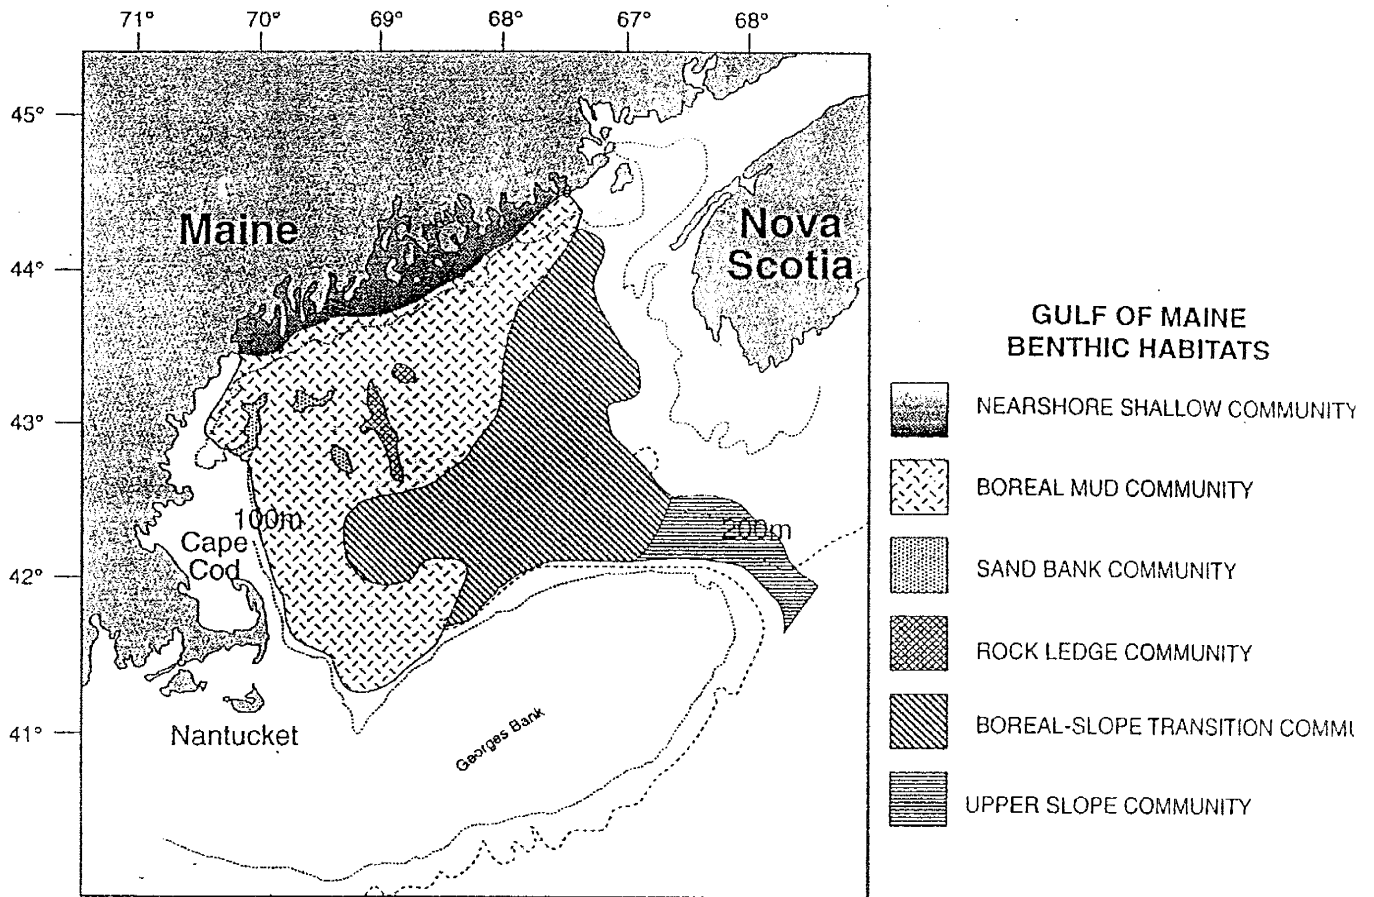 71° 70° 69° 68° 67° 68°
45°
44°
43°
42°
41°
Maine
Nova
Scotia
100m
200m
Cape
Cod
Nantucket
Georges Bank
GULF OF MAINE
BENTHIC HABITATS
NEARSHORE SHALLOW COMMUNITY
BOREAL MUD COMMUNITY
SAND BANK COMMUNITY
ROCK LEDGE COMMUNITY
BOREAL-SLOPE TRANSITION COMMU
UPPER SLOPE COMMUNITY